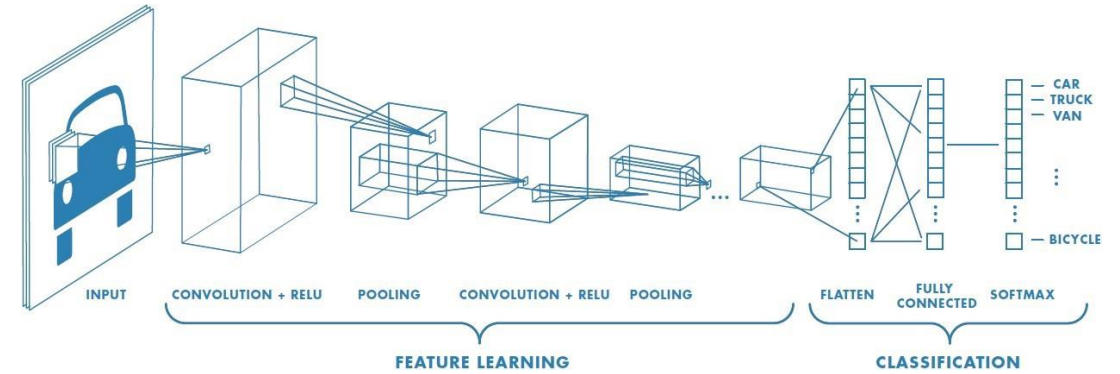 CAR
TRUCK
VAN
BICYCLE
INPUT
CONVOLUTION + RELU
POOLING
CONVOLUTION + RELU
POOLING
FLATTEN
FULLY
CONNECTED
SOFTMAX
FEATURE LEARNING
CLASSIFICATION